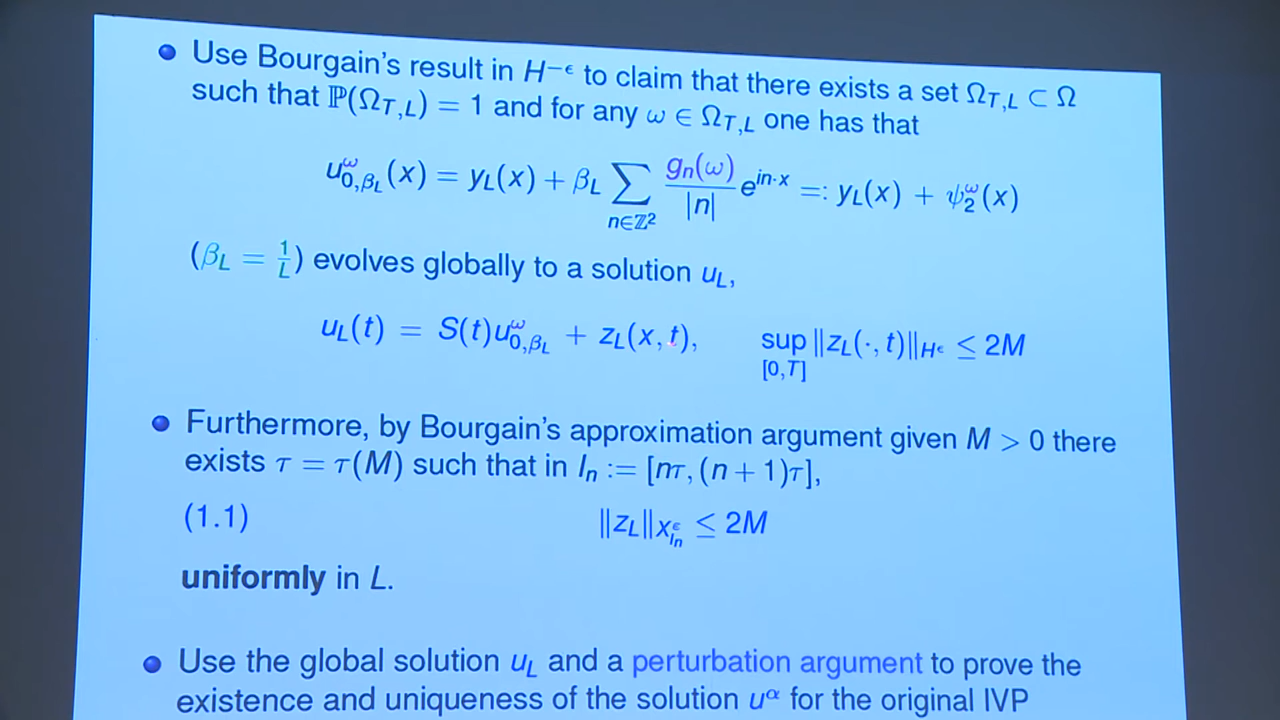 • Use Bourgain's result in H^{−ϵ} to claim that there exists a set Ω_{T,L} ⊂ Ω
such that ℙ(Ω_{T,L}) = 1 and for any ω ∈ Ω_{T,L} one has that
u^ω_{0,β_L}(x) = y_L(x) + β_L ∑_{n∈ℤ²} g_n(ω)/|n| e^{in·x} =: y_L(x) + ψ^ω_2(x)
(β_L = 1/L) evolves globally to a solution u_L,
u_L(t) = S(t)u^ω_{0,β_L} + z_L(x, t), sup_{[0,T]} ‖z_L(·, t)‖_{H^ϵ} ≤ 2M
• Furthermore, by Bourgain's approximation argument given M > 0 there
exists τ = τ(M) such that in I_n := [nτ, (n + 1)τ],
(1.1) ‖z_L‖_{X^ϵ_{I_n}} ≤ 2M
uniformly in L.
• Use the global solution u_L and a perturbation argument to prove the
existence and uniqueness of the solution u^α for the original IVP